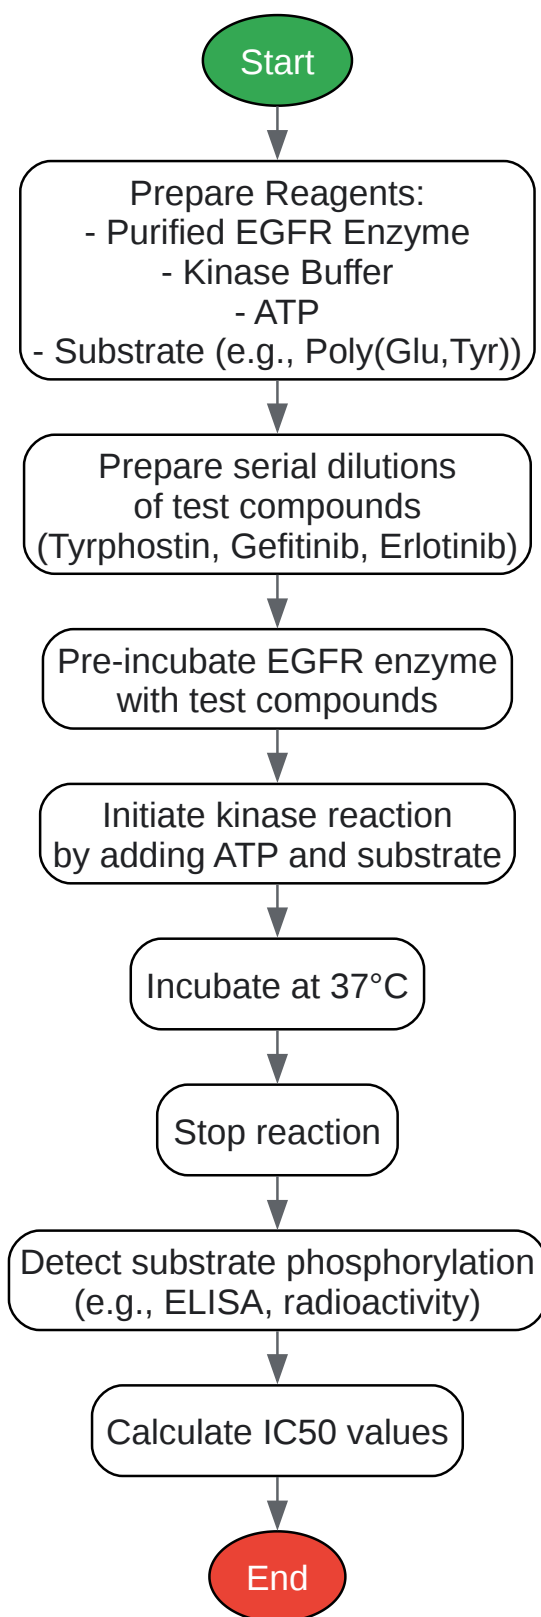 Start
Prepare Reagents:
- Purified EGFR Enzyme
- Kinase Buffer
- ATP
- Substrate (e.g., Poly(Glu,Tyr))
Prepare serial dilutions
of test compounds
(Tyrphostin, Gefitinib, Erlotinib)
Pre-incubate EGFR enzyme
with test compounds
Initiate kinase reaction
by adding ATP and substrate
Incubate at 37°C
Stop reaction
Detect substrate phosphorylation
(e.g., ELISA, radioactivity)
Calculate IC50 values
End